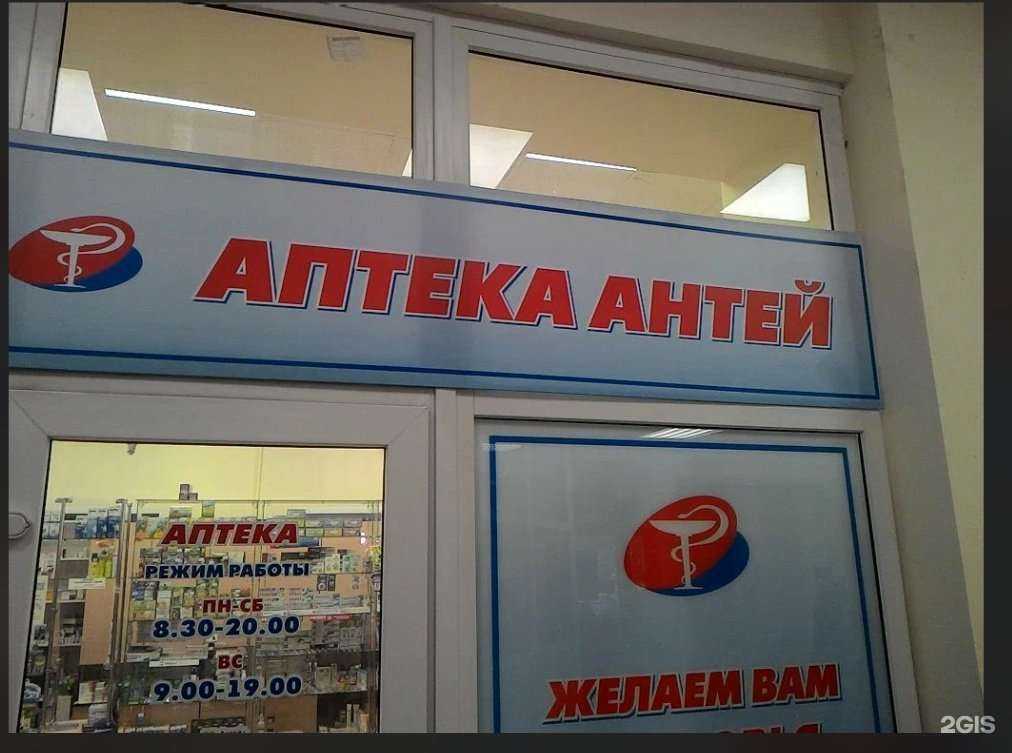 АПТЕКА АНТЕЙ
АПТЕКА
РЕЖИМ РАБОТЫ
ПН-СБ
8.30-20.00
ВС
9.00-19.00
ЖЕЛАЕМ ВАМ
2GIS